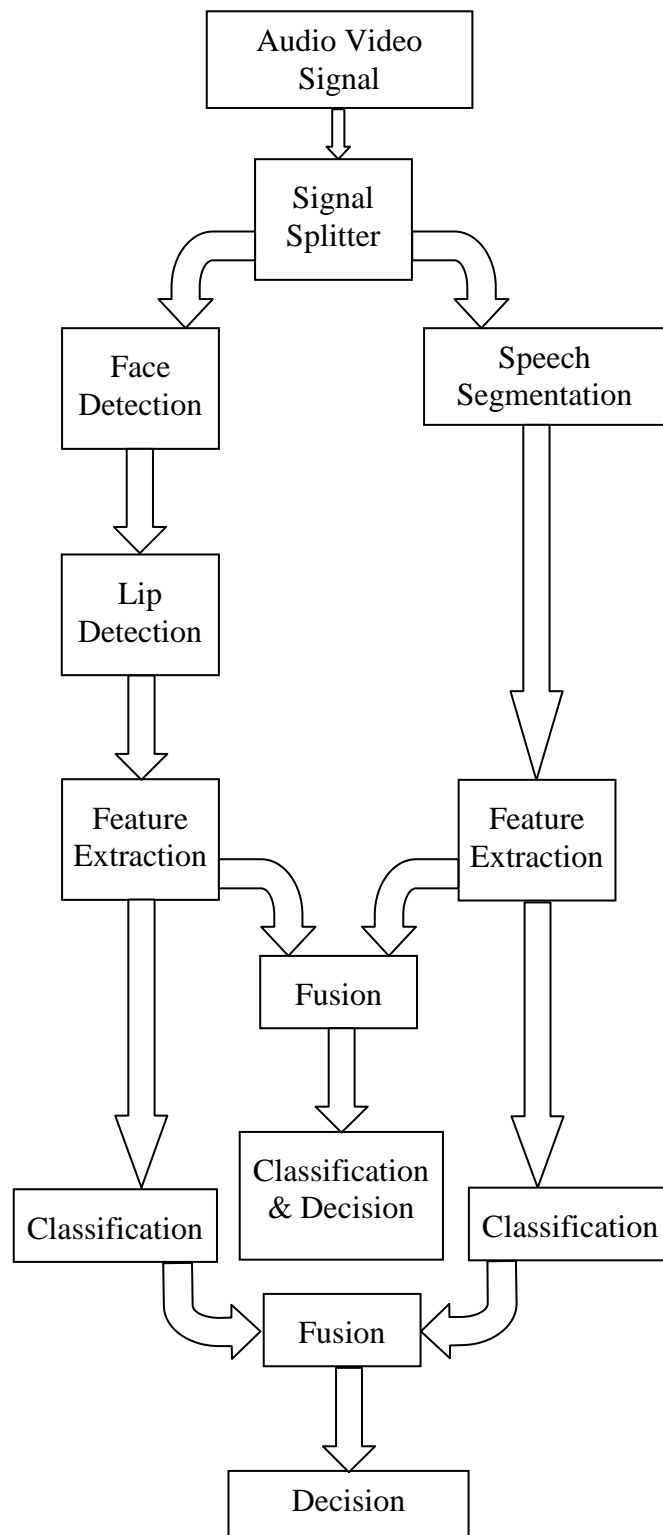 Audio Video
Signal
Signal
Splitter
Face
Detection
Speech
Segmentation
Lip
Detection
Feature
Extraction
Feature
Extraction
Fusion
Classification
Classification
& Decision
Classification
Fusion
Decision